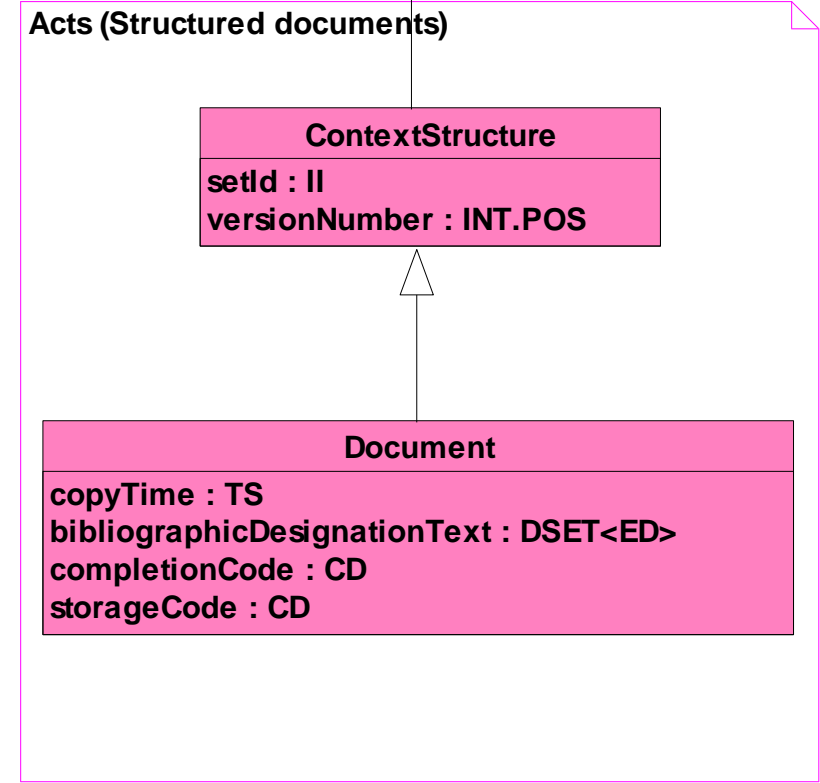 Acts (Structured documents)
ContextStructure
setId : II
versionNumber : INT.POS
Document
copyTime : TS
bibliographicDesignationText : DSET<ED>
completionCode : CD
storageCode : CD